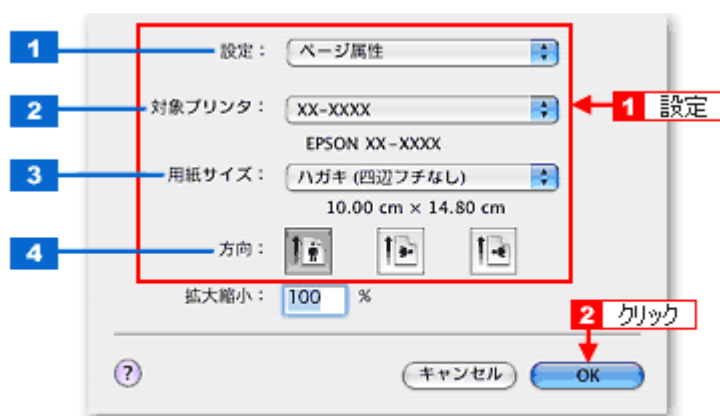 1 設定： ページ属性
2 対象プリンタ： XX-XXXX 1 設定
EPSON XX-XXXX
3 用紙サイズ： ハガキ (四辺フチなし)
10.00 cm × 14.80 cm
4 方向：
拡大縮小： 100 %
2 クリック
? キャンセル OK